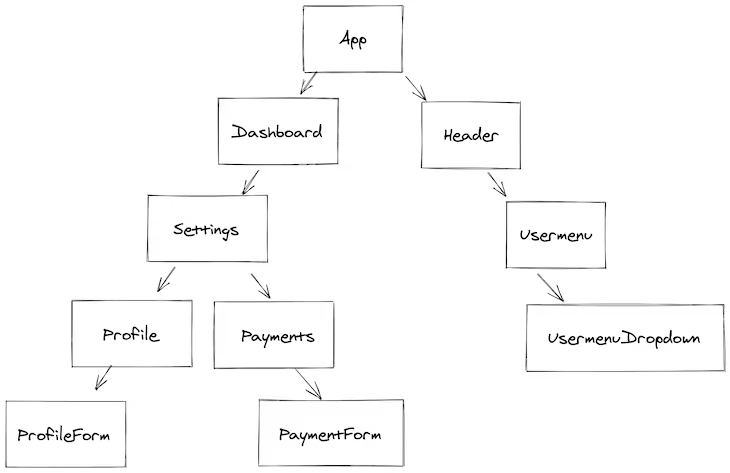 App
Dashboard
Header
Settings
Usermenu
Profile
Payments
UsermenuDropdown
ProfileForm
PaymentForm